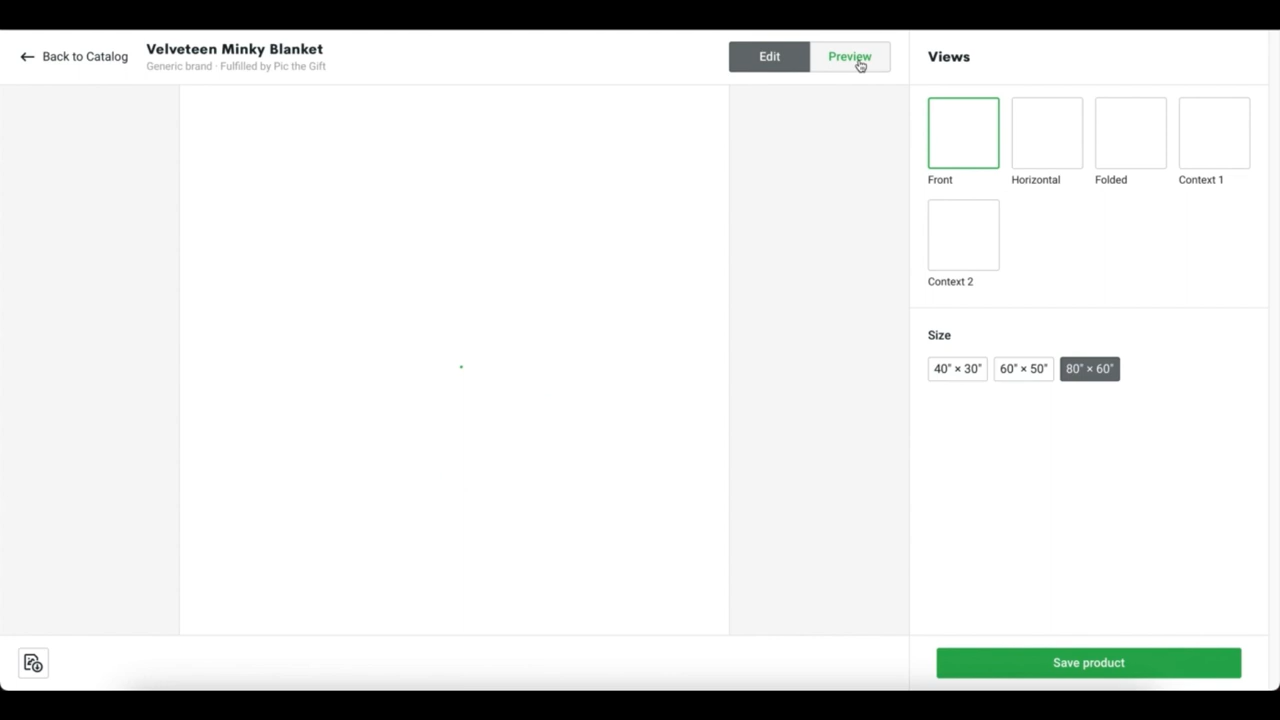 Back to Catalog
Velveteen Minky Blanket
Generic brand · Fulfilled by Pic the Gift
Edit
Preview
Views
Front
Horizontal
Folded
Context 1
Context 2
Size
40" × 30"
60" × 50"
80" × 60"
Save product